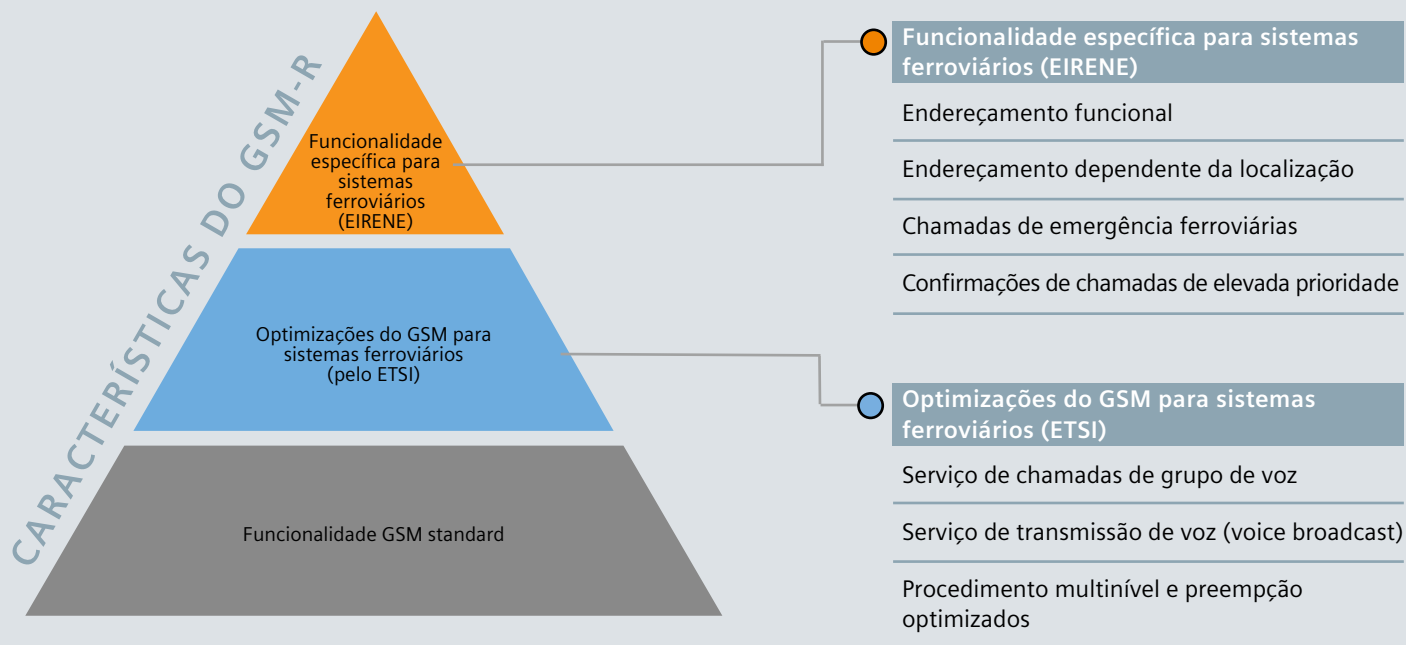 CARACTERÍSTICAS DO GSM-R
Funcionalidade
específica para
sistemas
ferroviários
(EIRENE)
Optimizações do GSM para
sistemas ferroviários
(pelo ETSI)
Funcionalidade GSM standard
Funcionalidade específica para sistemas
ferroviários (EIRENE)
Endereçamento funcional
Endereçamento dependente da localização
Chamadas de emergência ferroviárias
Confirmações de chamadas de elevada prioridade
Optimizações do GSM para sistemas
ferroviários (ETSI)
Serviço de chamadas de grupo de voz
Serviço de transmissão de voz (voice broadcast)
Procedimento multinível e preempção
optimizados